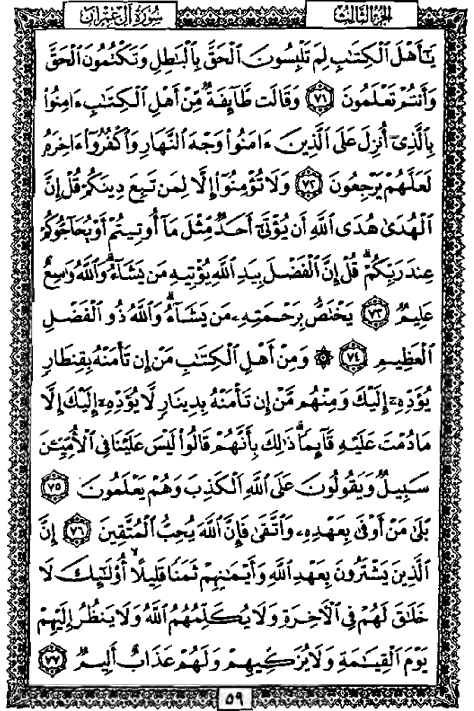 سُورَةُ آلِ عِمْرَانَ
الجزء الثالث
يَٰٓأَهْلَ ٱلْكِتَٰبِ لِمَ تَلْبِسُونَ ٱلْحَقَّ بِٱلْبَٰطِلِ وَتَكْتُمُونَ ٱلْحَقَّ
وَأَنتُمْ تَعْلَمُونَ ٧١ وَقَالَت طَّآئِفَةٌ مِّنْ أَهْلِ ٱلْكِتَٰبِ ءَامِنُوا۟
بِٱلَّذِىٓ أُنزِلَ عَلَى ٱلَّذِينَ ءَامَنُوا۟ وَجْهَ ٱلنَّهَارِ وَٱكْفُرُوٓا۟ ءَاخِرَهُۥ
لَعَلَّهُمْ يَرْجِعُونَ ٧٢ وَلَا تُؤْمِنُوٓا۟ إِلَّا لِمَن تَبِعَ دِينَكُمْ قُلْ إِنَّ
ٱلْهُدَىٰ هُدَى ٱللَّهِ أَن يُؤْتَىٰٓ أَحَدٌ مِّثْلَ مَآ أُوتِيتُمْ أَوْ يُحَآجُّوكُمْ
عِندَ رَبِّكُمْ ۗ قُلْ إِنَّ ٱلْفَضْلَ بِيَدِ ٱللَّهِ يُؤْتِيهِ مَن يَشَآءُ ۗ وَٱللَّهُ وَٰسِعٌ
عَلِيمٌ ٧٣ يَخْتَصُّ بِرَحْمَتِهِۦ مَن يَشَآءُ ۗ وَٱللَّهُ ذُو ٱلْفَضْلِ
ٱلْعَظِيمِ ٧٤ ۞ وَمِنْ أَهْلِ ٱلْكِتَٰبِ مَنْ إِن تَأْمَنْهُ بِقِنطَارٍ
يُؤَدِّهِۦٓ إِلَيْكَ وَمِنْهُم مَّنْ إِن تَأْمَنْهُ بِدِينَارٍ لَّا يُؤَدِّهِۦٓ إِلَيْكَ إِلَّا
مَا دُمْتَ عَلَيْهِ قَآئِمًا ۗ ذَٰلِكَ بِأَنَّهُمْ قَالُوا۟ لَيْسَ عَلَيْنَا فِى ٱلْأُمِّيِّۦنَ
سَبِيلٌ وَيَقُولُونَ عَلَى ٱللَّهِ ٱلْكَذِبَ وَهُمْ يَعْلَمُونَ ٧٥
بَلَىٰ مَنْ أَوْفَىٰ بِعَهْدِهِۦ وَٱتَّقَىٰ فَإِنَّ ٱللَّهَ يُحِبُّ ٱلْمُتَّقِينَ ٧٦ إِنَّ
ٱلَّذِينَ يَشْتَرُونَ بِعَهْدِ ٱللَّهِ وَأَيْمَٰنِهِمْ ثَمَنًا قَلِيلًا أُو۟لَٰٓئِكَ لَا
خَلَٰقَ لَهُمْ فِى ٱلْءَاخِرَةِ وَلَا يُكَلِّمُهُمُ ٱللَّهُ وَلَا يَنظُرُ إِلَيْهِمْ
يَوْمَ ٱلْقِيَٰمَةِ وَلَا يُزَكِّيهِمْ وَلَهُمْ عَذَابٌ أَلِيمٌ ٧٧
٥٩